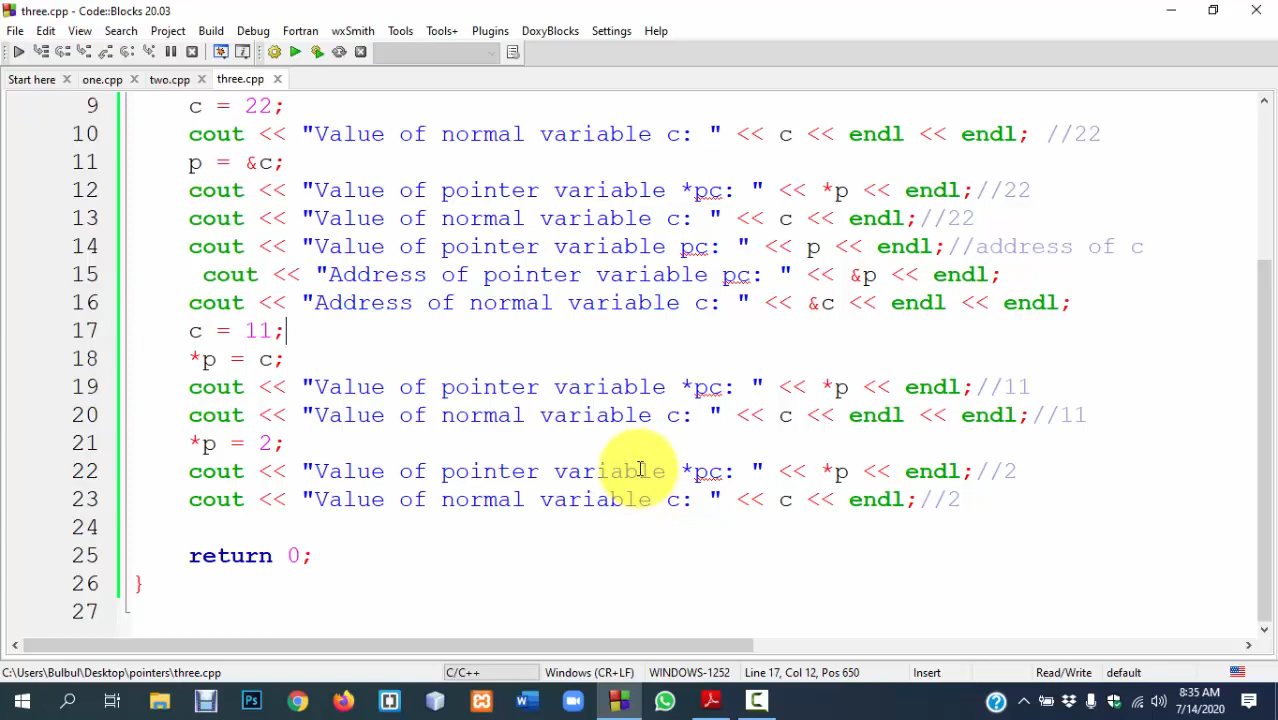 three.cpp - Code::Blocks 20.03
File Edit View Search Project Build Debug Fortran wxSmith Tools Tools+ Plugins DoxyBlocks Settings Help
Start here one.cpp two.cpp three.cpp
9 c = 22;
10 cout << "Value of normal variable c: " << c << endl << endl; //22
11 p = &c;
12 cout << "Value of pointer variable *pc: " << *p << endl;//22
13 cout << "Value of normal variable c: " << c << endl;//22
14 cout << "Value of pointer variable pc: " << p << endl;//address of c
15 cout << "Address of pointer variable pc: " << &p << endl;
16 cout << "Address of normal variable c: " << &c << endl << endl;
17 c = 11;
18 *p = c;
19 cout << "Value of pointer variable *pc: " << *p << endl;//11
20 cout << "Value of normal variable c: " << c << endl << endl;//11
21 *p = 2;
22 cout << "Value of pointer variable *pc: " << *p << endl;//2
23 cout << "Value of normal variable c: " << c << endl;//2
24
25 return 0;
26 }
27
C:\Users\Bulbul\Desktop\pointers\three.cpp C/C++ Windows (CR+LF) WINDOWS-1252 Line 17, Col 12, Pos 650 Insert Read/Write default
8:35 AM
7/14/2020